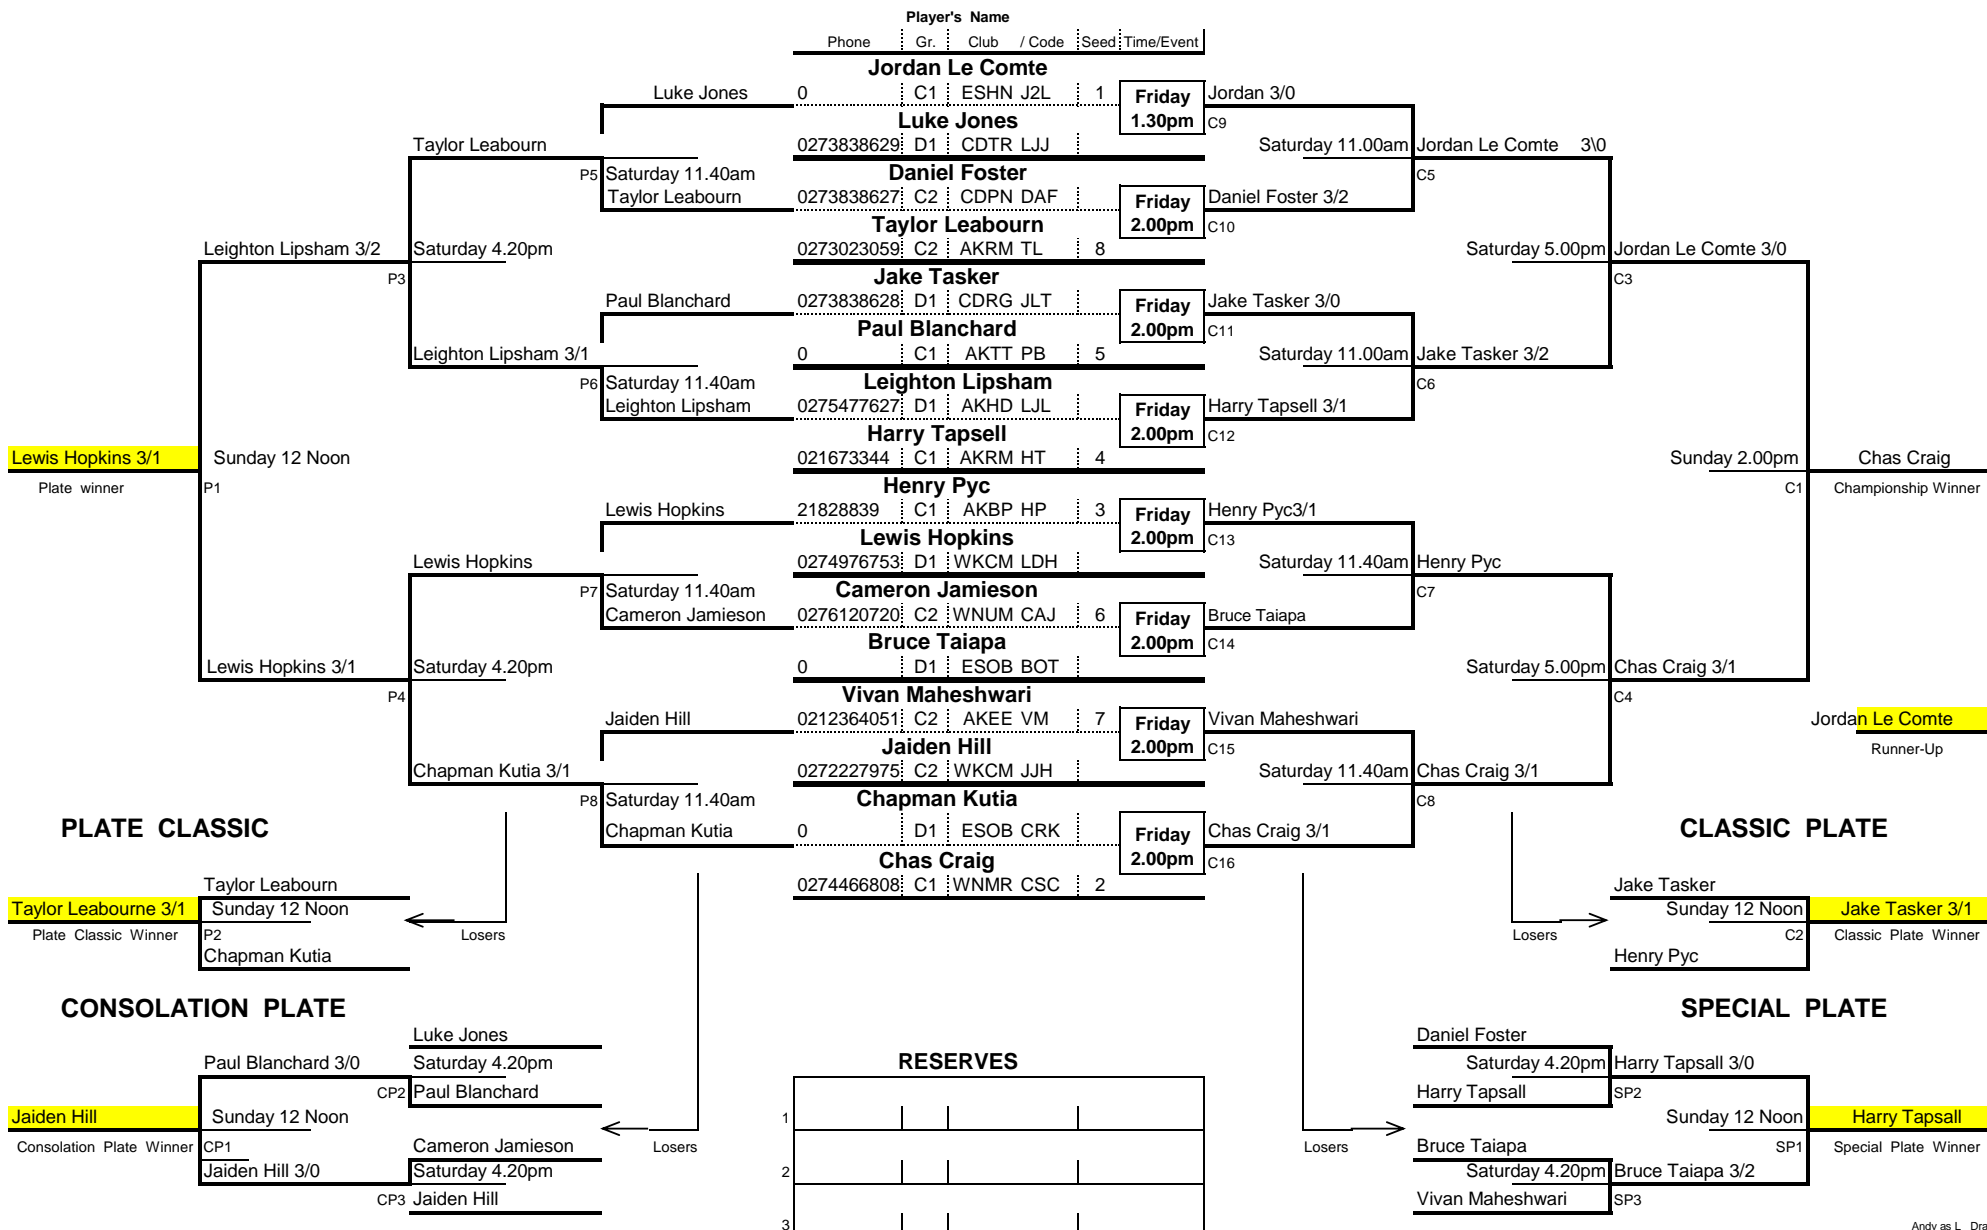 Player's Name
Phone Gr. Club / Code Seed Time/Event
Jordan Le Comte
Luke Jones 0 C1 ESHN J2L 1 Friday 1.30pm Jordan 3/0
C9
Luke Jones
Taylor Leabourn 0273838629 D1 CDTR LJJ Saturday 11.00am Jordan Le Comte 3\0
P5 Saturday 11.40am Daniel Foster C5
Taylor Leabourn 0273838627 C2 CDPN DAF Friday 2.00pm Daniel Foster 3/2
Taylor Leabourn C10
Leighton Lipsham 3/2 Saturday 4.20pm 0273023059 C2 AKRM TL 8 Saturday 5.00pm Jordan Le Comte 3/0
P3 Jake Tasker C3
Paul Blanchard 0273838628 D1 CDRG JLT Friday 2.00pm Jake Tasker 3/0
Paul Blanchard C11
Leighton Lipsham 3/1 0 C1 AKTT PB 5 Saturday 11.00am Jake Tasker 3/2
P6 Saturday 11.40am Leighton Lipsham C6
Leighton Lipsham 0275477627 D1 AKHD LJL Friday 2.00pm Harry Tapsell 3/1
Harry Tapsell C12
Lewis Hopkins 3/1 Sunday 12 Noon 021673344 C1 AKRM HT 4 Sunday 2.00pm Chas Craig
Plate winner P1 Henry Pyc C1 Championship Winner
Lewis Hopkins 21828839 C1 AKBP HP 3 Friday 2.00pm Henry Pyc3/1
Lewis Hopkins C13
Lewis Hopkins 0274976753 D1 WKCM LDH Saturday 11.40am Henry Pyc
P7 Saturday 11.40am Cameron Jamieson C7
Cameron Jamieson 0276120720 C2 WNUM CAJ 6 Friday 2.00pm Bruce Taiapa
Bruce Taiapa C14
Lewis Hopkins 3/1 Saturday 4.20pm 0 D1 ESOB BOT Saturday 5.00pm Chas Craig 3/1
P4 Vivan Maheshwari C4
Jaiden Hill 0212364051 C2 AKEE VM 7 Friday 2.00pm Vivan Maheshwari Jordan Le Comte
Jaiden Hill C15 Runner-Up
Chapman Kutia 3/1 0272227975 C2 WKCM JJH Saturday 11.40am Chas Craig 3/1
P8 Saturday 11.40am Chapman Kutia C8
PLATE CLASSIC Chapman Kutia 0 D1 ESOB CRK Friday 2.00pm Chas Craig 3/1 CLASSIC PLATE
Chas Craig C16
Taylor Leabourn 0274466808 C1 WNMR CSC 2 Jake Tasker
Taylor Leabourne 3/1 Sunday 12 Noon Sunday 12 Noon Jake Tasker 3/1
Plate Classic Winner P2 Losers Losers C2 Classic Plate Winner
Chapman Kutia Henry Pyc
CONSOLATION PLATE SPECIAL PLATE
Luke Jones Daniel Foster
Paul Blanchard 3/0 Saturday 4.20pm RESERVES Saturday 4.20pm Harry Tapsall 3/0
CP2 Paul Blanchard Harry Tapsall SP2
Jaiden Hill Sunday 12 Noon 1 Sunday 12 Noon Harry Tapsall
Consolation Plate Winner CP1 Cameron Jamieson Losers Losers Bruce Taiapa SP1 Special Plate Winner
Jaiden Hill 3/0 Saturday 4.20pm 2 Saturday 4.20pm Bruce Taiapa 3/2
CP3 Jaiden Hill Vivan Maheshwari SP3
3
Andy as L Dra